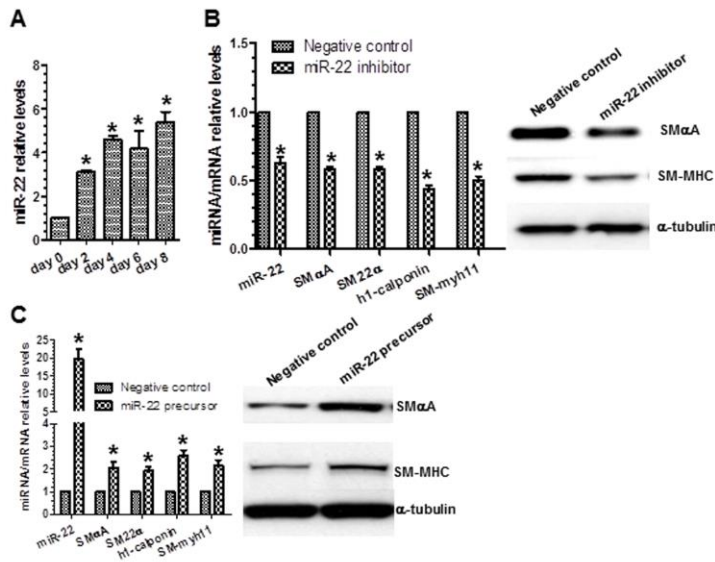 A
miR-22 relative levels
8
6
4
2
0
* * * *
day 0 day 2 day 4 day 6 day 8
B
Negative control
miR-22 inhibitor
miRNA/mRNA relative levels
1.5
1.0
0.5
0.0
* * * * *
miR-22 SMαA SM22α h1-calponin SM-myh11
Negative control miR-22 inhibitor
SMαA
SM-MHC
α-tubulin
C
Negative control
miR-22 precursor
miRNA/mRNA relative levels
25
20
15
10
5
4
3
2
1
0
* * * * *
miR-22 SMαA SM22α h1-calponin SM-myh11
Negative control miR-22 precursor
SMαA
SM-MHC
α-tubulin